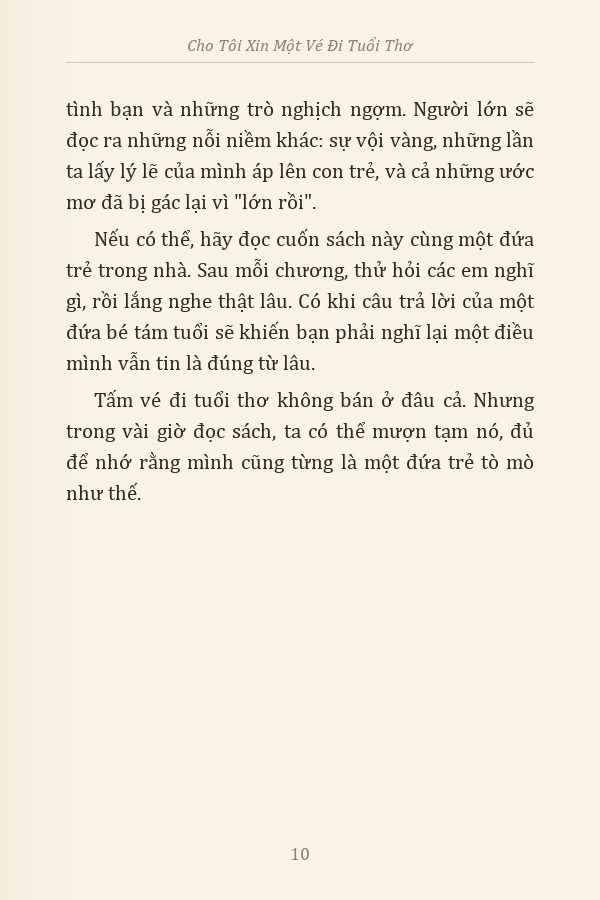 Cho Tôi Xin Một Vé Đi Tuổi Thơ
tình bạn và những trò nghịch ngợm. Người lớn sẽ
đọc ra những nỗi niềm khác: sự vội vàng, những lần
ta lấy lý lẽ của mình áp lên con trẻ, và cả những ước
mơ đã bị gác lại vì "lớn rồi".
Nếu có thể, hãy đọc cuốn sách này cùng một đứa
trẻ trong nhà. Sau mỗi chương, thử hỏi các em nghĩ
gì, rồi lắng nghe thật lâu. Có khi câu trả lời của một
đứa bé tám tuổi sẽ khiến bạn phải nghĩ lại một điều
mình vẫn tin là đúng từ lâu.
Tấm vé đi tuổi thơ không bán ở đâu cả. Nhưng
trong vài giờ đọc sách, ta có thể mượn tạm nó, đủ
để nhớ rằng mình cũng từng là một đứa trẻ tò mò
như thế.
10